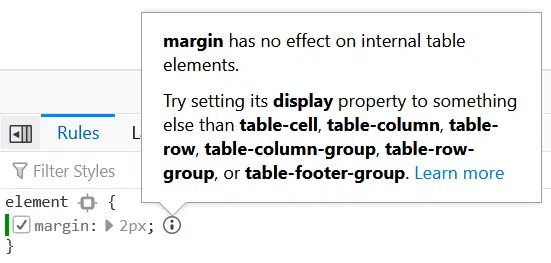 margin has no effect on internal table
elements.
Try setting its display property to something
else than table-cell, table-column, table-
row, table-column-group, table-row-
group, or table-footer-group. Learn more
Rules
Filter Styles
element {
margin: 2px;
}